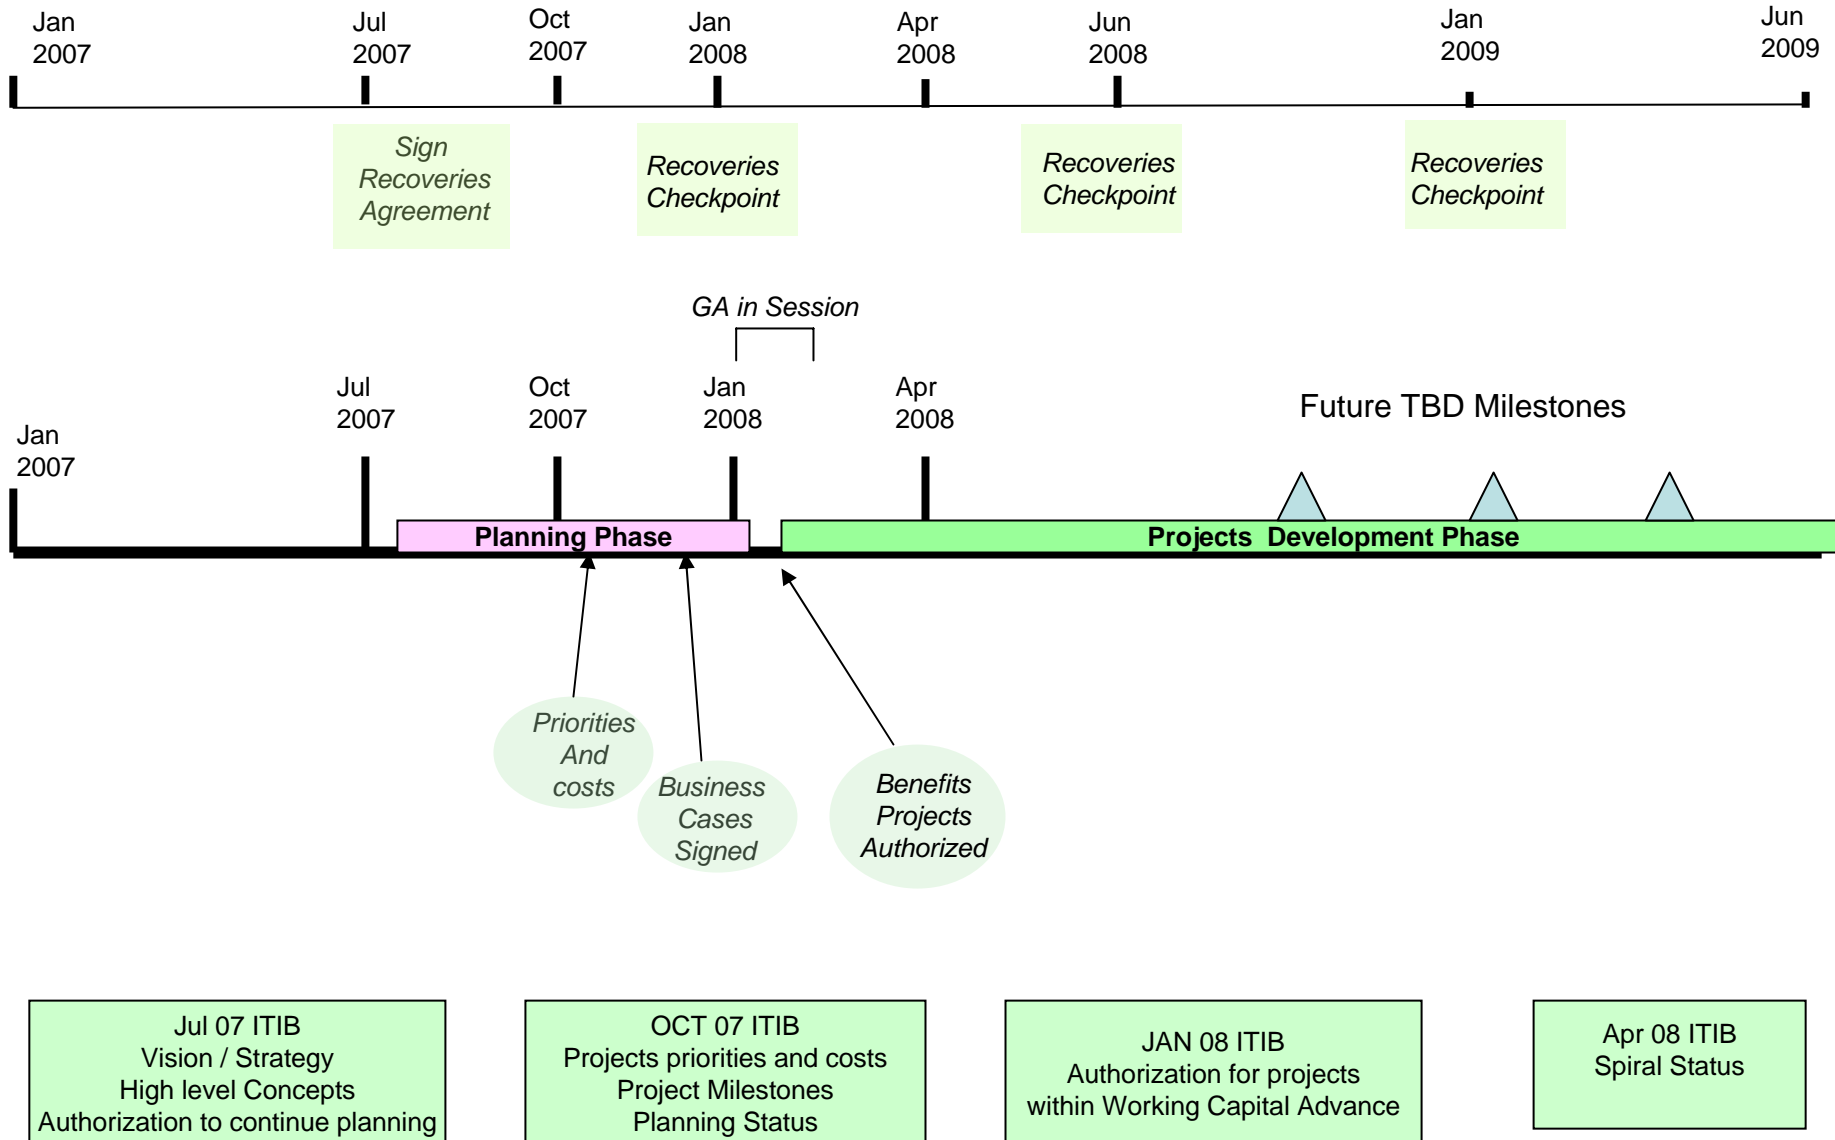 Jan
2007
Jul
2007
Oct
2007
Jan
2008
Apr
2008
Jun
2008
Jan
2009
Jun
2009
Sign
Recoveries
Agreement
Recoveries
Checkpoint
Recoveries
Checkpoint
Recoveries
Checkpoint
GA in Session
Jan
2007
Jul
2007
Oct
2007
Jan
2008
Apr
2008
Future TBD Milestones
Planning Phase
Projects Development Phase
Priorities
And
costs
Business
Cases
Signed
Benefits
Projects
Authorized
Jul 07 ITIB
Vision / Strategy
High level Concepts
Authorization to continue planning
OCT 07 ITIB
Projects priorities and costs
Project Milestones
Planning Status
JAN 08 ITIB
Authorization for projects
within Working Capital Advance
Apr 08 ITIB
Spiral Status